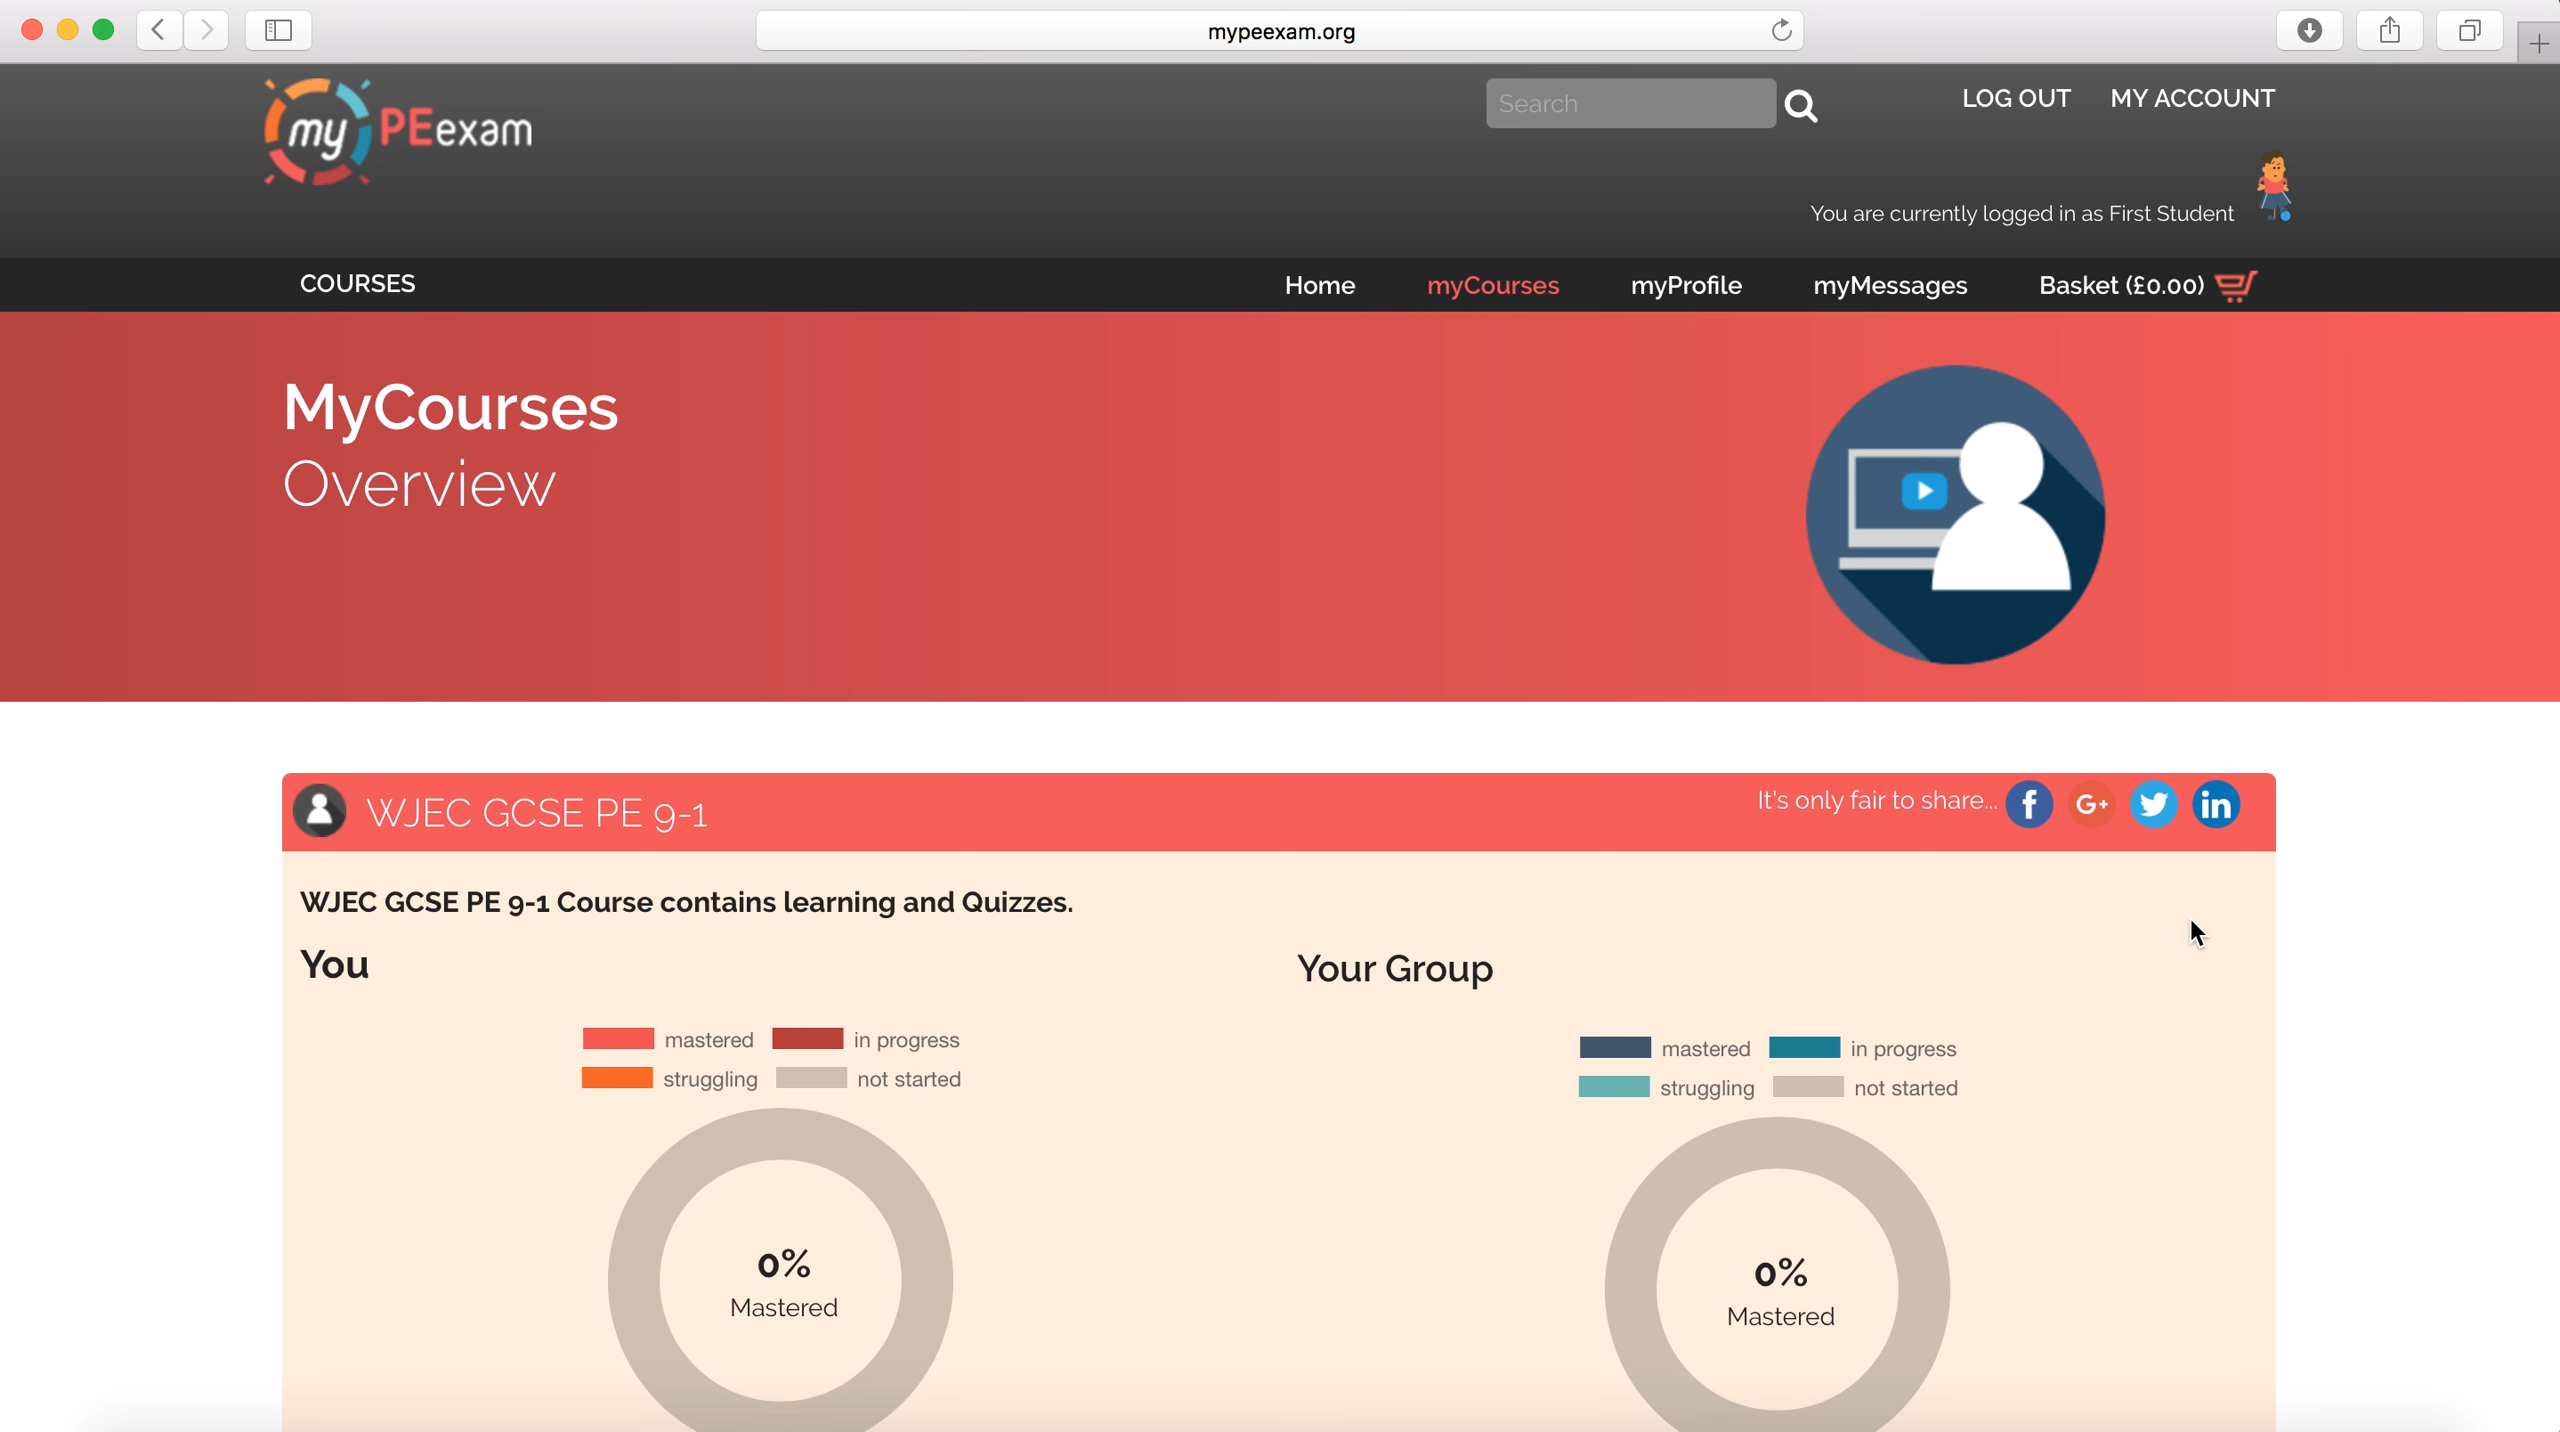 mypeexam.org
my PEexam
Search
LOG OUT
MY ACCOUNT
You are currently logged in as First Student
COURSES
Home
myCourses
myProfile
myMessages
Basket (£0.00)
MyCourses
Overview
WJEC GCSE PE 9-1
It's only fair to share...
f
G+
in
WJEC GCSE PE 9-1 Course contains learning and Quizzes.
You
mastered in progress
struggling not started
0%
Mastered
Your Group
mastered in progress
struggling not started
0%
Mastered